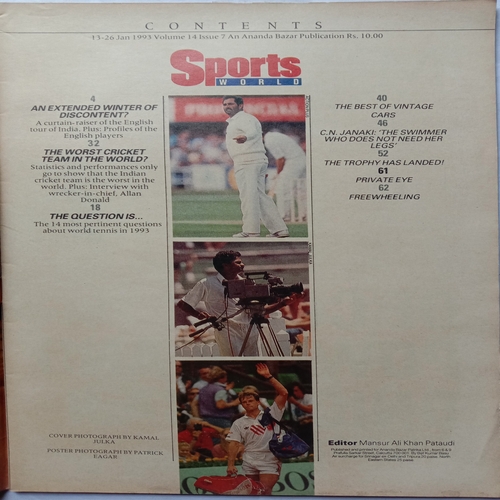 CONTENTS
13-26 Jan 1993 Volume 14 Issue 7 An Ananda Bazar Publication Rs. 10.00
Sports
WORLD
4
AN EXTENDED WINTER OF
DISCONTENT?
A curtain-raiser of the English
tour of India. Plus: Profiles of the
English players
32
THE WORST CRICKET
TEAM IN THE WORLD?
Statistics and performances only
go to show that the Indian
cricket team is the worst in the
world. Plus: Interview with
wrecker-in-chief, Allan
Donald
18
THE QUESTION IS...
The 14 most pertinent questions
about world tennis in 1993
COVER PHOTOGRAPH BY KAMAL
JULKA
POSTER PHOTOGRAPH BY PATRICK
EAGAR
40
THE BEST OF VINTAGE
CARS
46
C.N. JANAKI: 'THE SWIMMER
WHO DOES NOT NEED HER
LEGS'
52
THE TROPHY HAS LANDED!
61
PRIVATE EYE
62
FREEWHEELING
Editor Mansur Ali Khan Pataudi